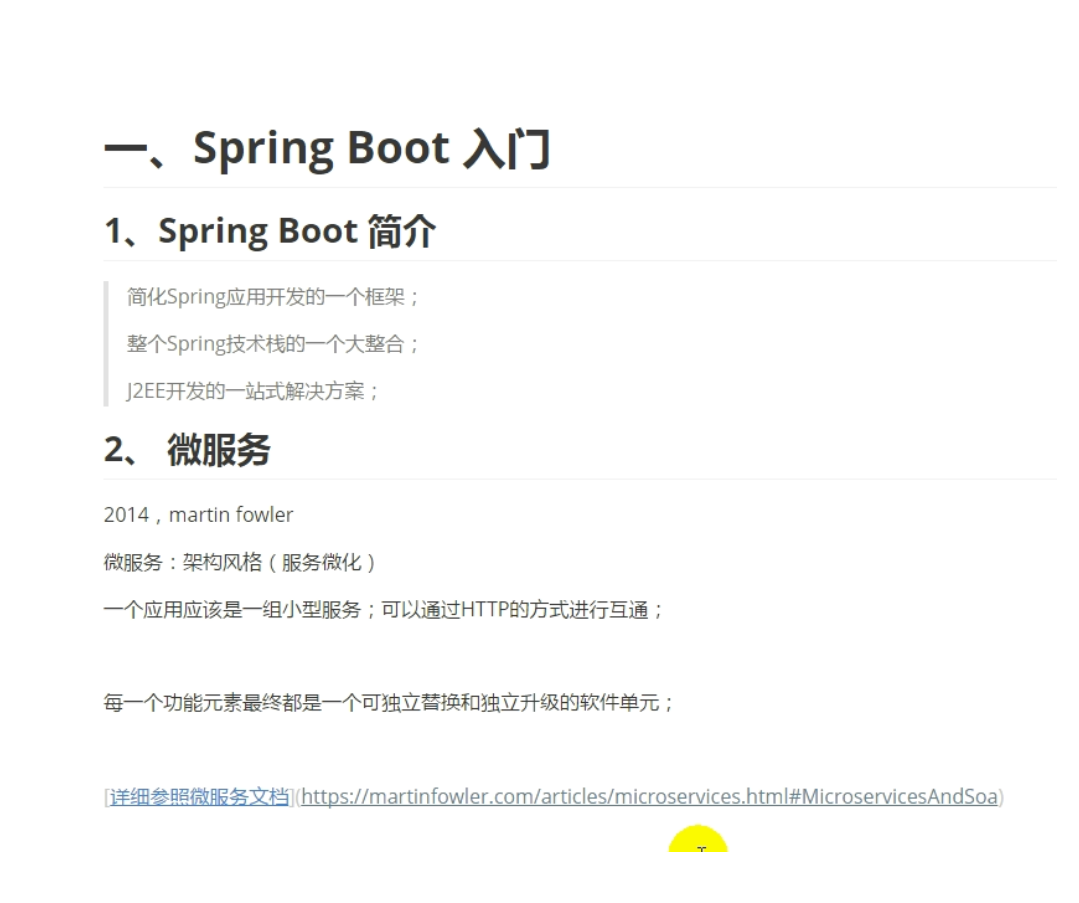 一、Spring Boot 入门
1、Spring Boot 简介
简化Spring应用开发的一个框架；
整个Spring技术栈的一个大整合；
J2EE开发的一站式解决方案；
2、 微服务
2014，martin fowler
微服务：架构风格（服务微化）
一个应用应该是一组小型服务；可以通过HTTP的方式进行互通；
每一个功能元素最终都是一个可独立替换和独立升级的软件单元；
[详细参照微服务文档](https://martinfowler.com/articles/microservices.html#MicroservicesAndSoa)